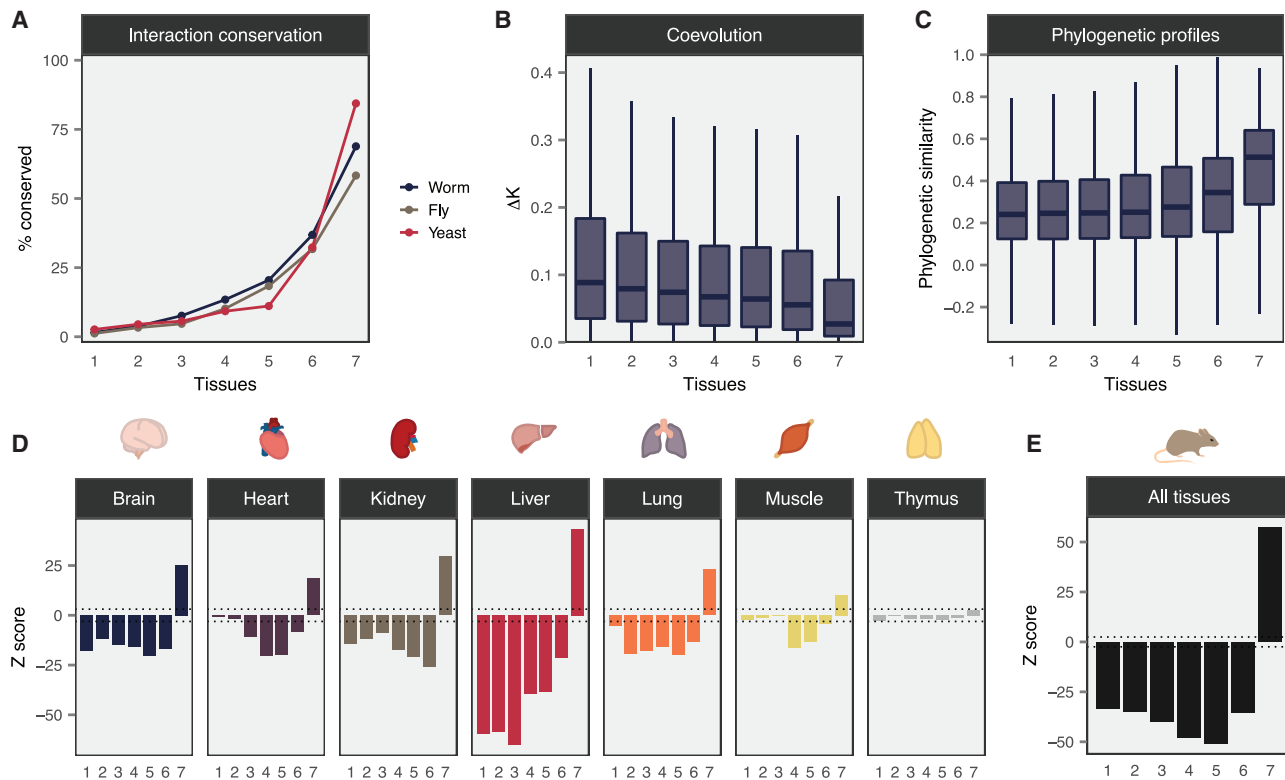 A
Interaction conservation
% conserved
100
75
50
25
0
1 2 3 4 5 6 7
Tissues
Worm
Fly
Yeast
B
Coevolution
ΔK
0.4
0.3
0.2
0.1
0.0
1 2 3 4 5 6 7
Tissues
C
Phylogenetic profiles
Phylogenetic similarity
1.0
0.8
0.6
0.4
0.2
0.0
−0.2
1 2 3 4 5 6 7
Tissues
D
Brain Heart Kidney Liver Lung Muscle Thymus
Z score
25
0
−25
−50
1 2 3 4 5 6 7 1 2 3 4 5 6 7 1 2 3 4 5 6 7 1 2 3 4 5 6 7 1 2 3 4 5 6 7 1 2 3 4 5 6 7 1 2 3 4 5 6 7
E
All tissues
Z score
50
25
0
−25
−50
1 2 3 4 5 6 7